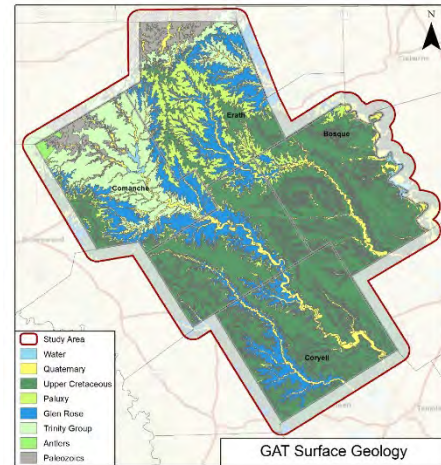 N
Erath
Bosque
Comanche
Coryell
Study Area
Water
Quaternary
Upper Cretaceous
Paluxy
Glen Rose
Trinity Group
Antlers
Paleozoics
GAT Surface Geology